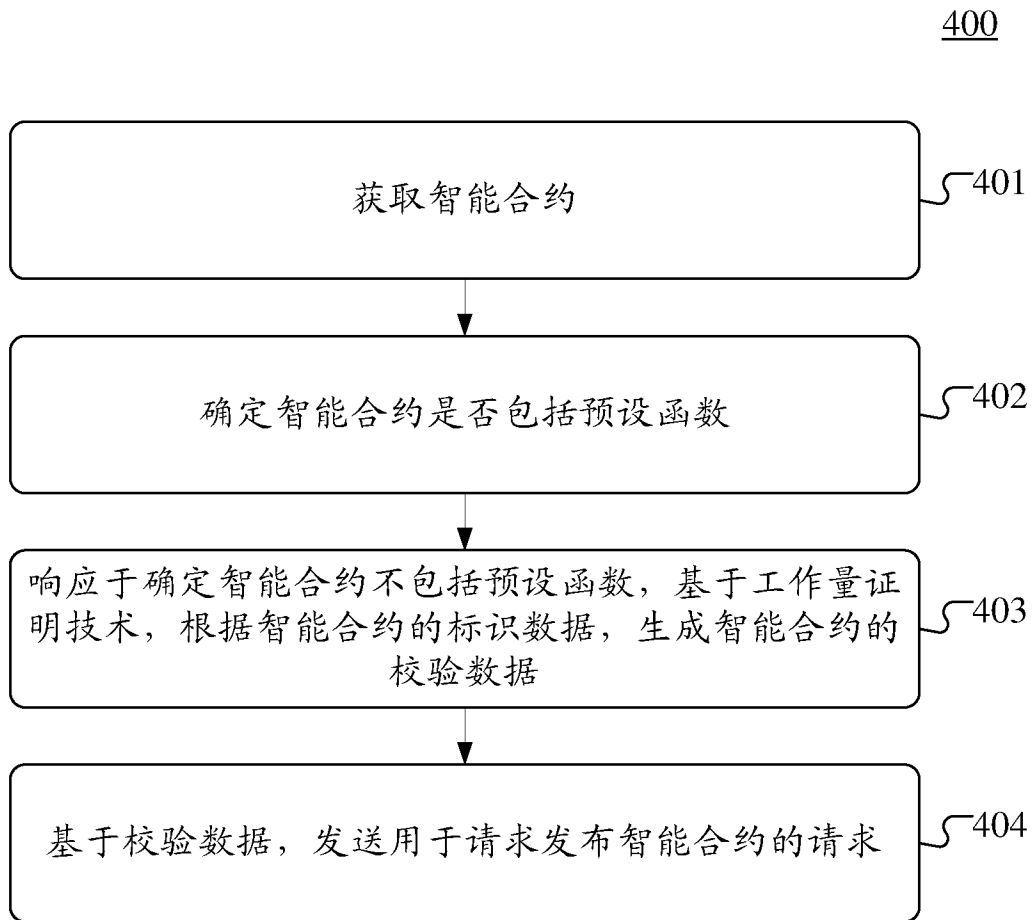 400
获取智能合约
401
确定智能合约是否包括预设函数
402
响应于确定智能合约不包括预设函数，基于工作量证
明技术，根据智能合约的标识数据，生成智能合约的
校验数据
403
基于校验数据，发送用于请求发布智能合约的请求
404